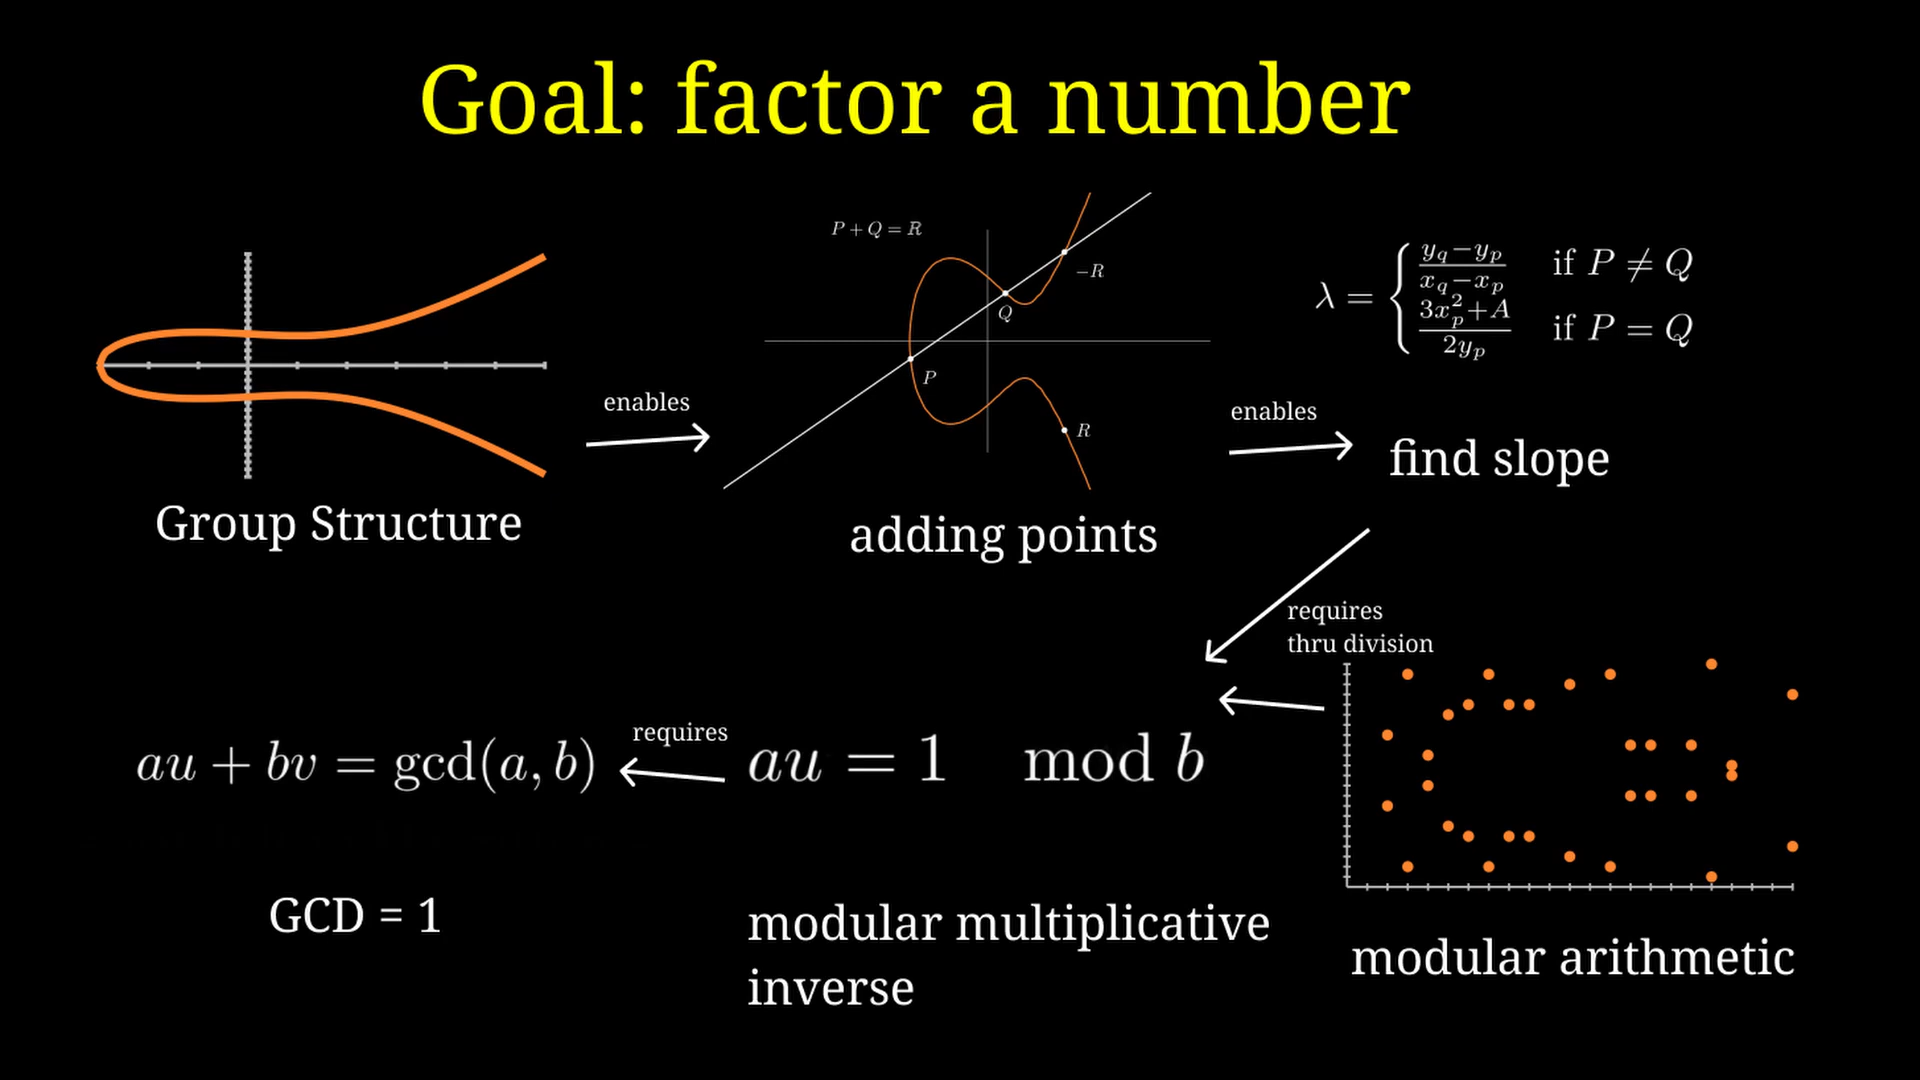 Goal: factor a number
P + Q = R
−R
Q
P
R
enables
enables
λ = { (y_q − y_p)/(x_q − x_p) if P ≠ Q
(3x_p^2 + A)/(2y_p) if P = Q
find slope
Group Structure
adding points
requires
thru division
requires
au + bv = gcd(a, b)
au = 1 mod b
GCD = 1
modular multiplicative
inverse
modular arithmetic